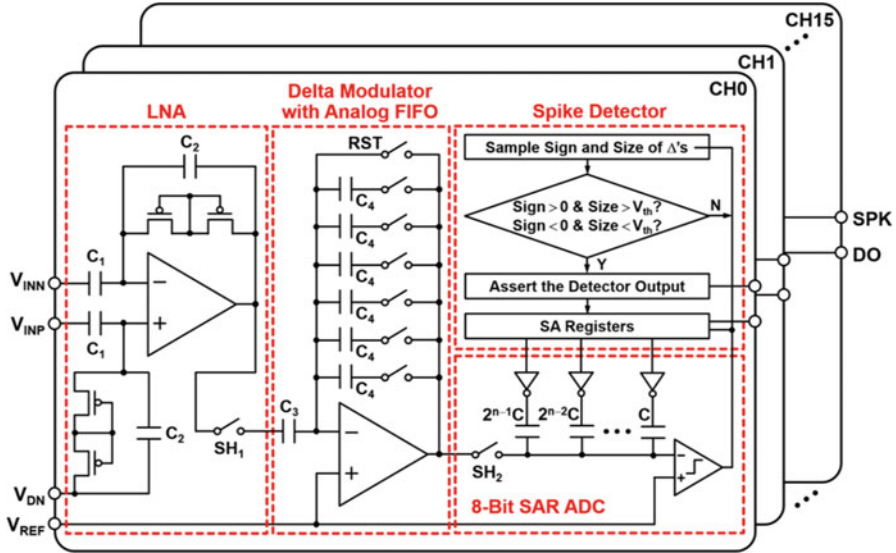 CH15
CH1
CH0
LNA
Delta Modulator
with Analog FIFO
Spike Detector
C₂
RST
C₄
C₄
C₄
C₄
C₄
C₄
Sample Sign and Size of Δ's
Sign > 0 & Size > Vth?
Sign < 0 & Size < Vth?
N
Y
Assert the Detector Output
SA Registers
SPK
DO
VINN
C₁
−
VINP
C₁
+
C₂
SH₁
C₃
−
+
SH₂
2ⁿ⁻¹C
2ⁿ⁻²C
C
−
+
8-Bit SAR ADC
VDN
VREF